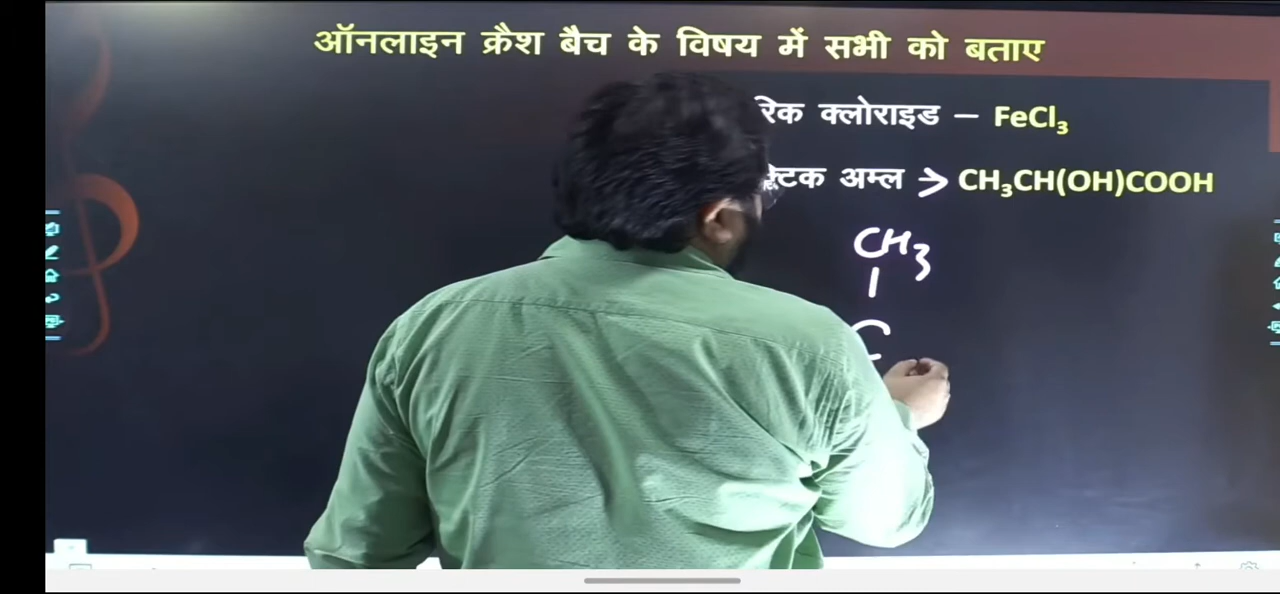 ऑनलाइन क्रैश बैच के विषय में सभी को बताए
क्लोराइड – FeCl₃
अम्ल > CH₃CH(OH)COOH
CH₃
|
C